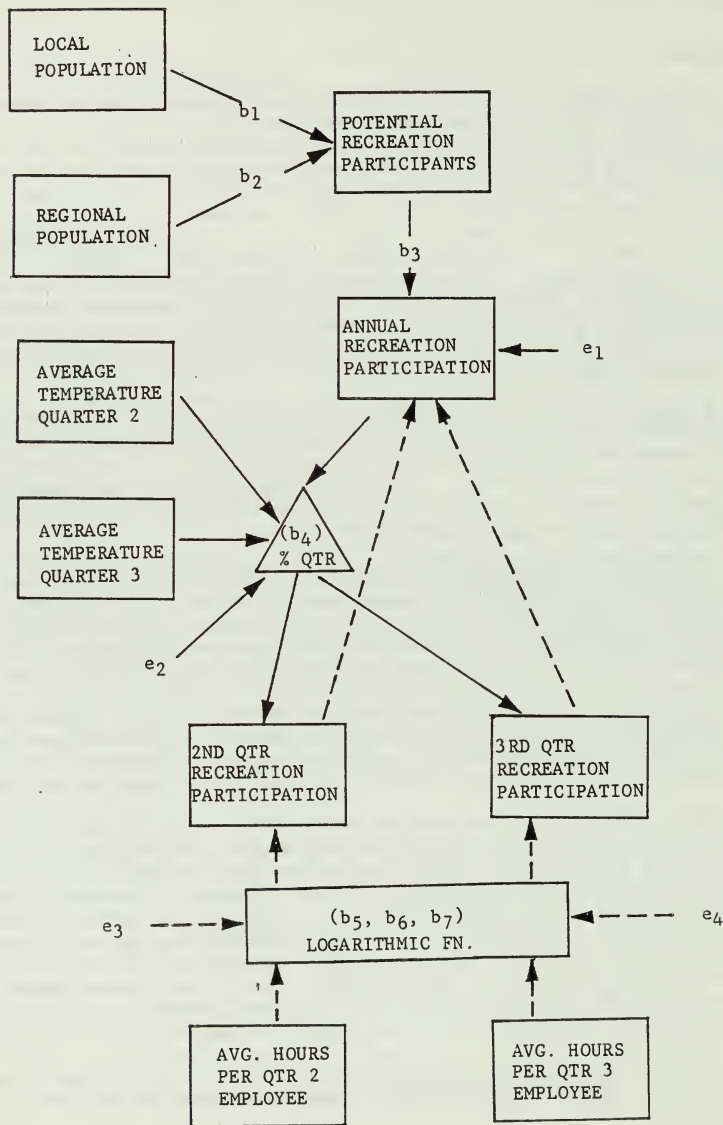 LOCAL
POPULATION
b1
POTENTIAL
RECREATION
PARTICIPANTS
b2
REGIONAL
POPULATION
b3
ANNUAL
RECREATION
PARTICIPATION
e1
AVERAGE
TEMPERATURE
QUARTER 2
(b4)
% QTR
AVERAGE
TEMPERATURE
QUARTER 3
e2
2ND QTR
RECREATION
PARTICIPATION
3RD QTR
RECREATION
PARTICIPATION
e3
(b5, b6, b7)
LOGARITHMIC FN.
e4
AVG. HOURS
PER QTR 2
EMPLOYEE
AVG. HOURS
PER QTR 3
EMPLOYEE